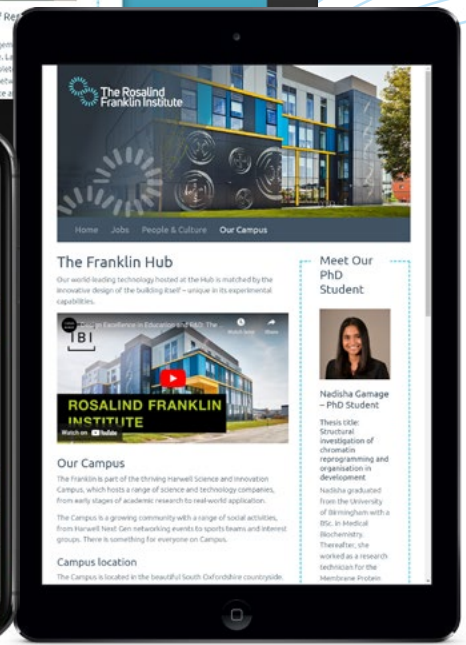 The Rosalind
Franklin Institute
Home Jobs People & Culture Our Campus
The Franklin Hub
Our world-leading technology hosted at the Hub is matched by the
innovative design of the building itself – unique in its experimental
capabilities.
in Excellence in Education and R&D: The ...
Watch later Share
IBI
ROSALIND FRANKLIN
INSTITUTE
Watch on YouTube
Our Campus
The Franklin is part of the thriving Harwell Science and Innovation
Campus, which hosts a range of science and technology companies,
from early stages of academic research to real-world application.
The Campus is a growing community with a range of social activities,
from Harwell Next Gen networking events to sports teams and interest
groups. There is something for everyone on Campus.
Campus location
The Campus is located in the beautiful South Oxfordshire countryside,
Meet Our
PhD
Student
Nadisha Gamage
– PhD Student
Thesis title:
Structural
investigation of
chromatin
reprogramming and
organisation in
development
Nadisha graduated
from the University
of Birmingham with a
BSc. in Medical
Biochemistry.
Thereafter, she
worked as a research
technician for the
Membrane Protein